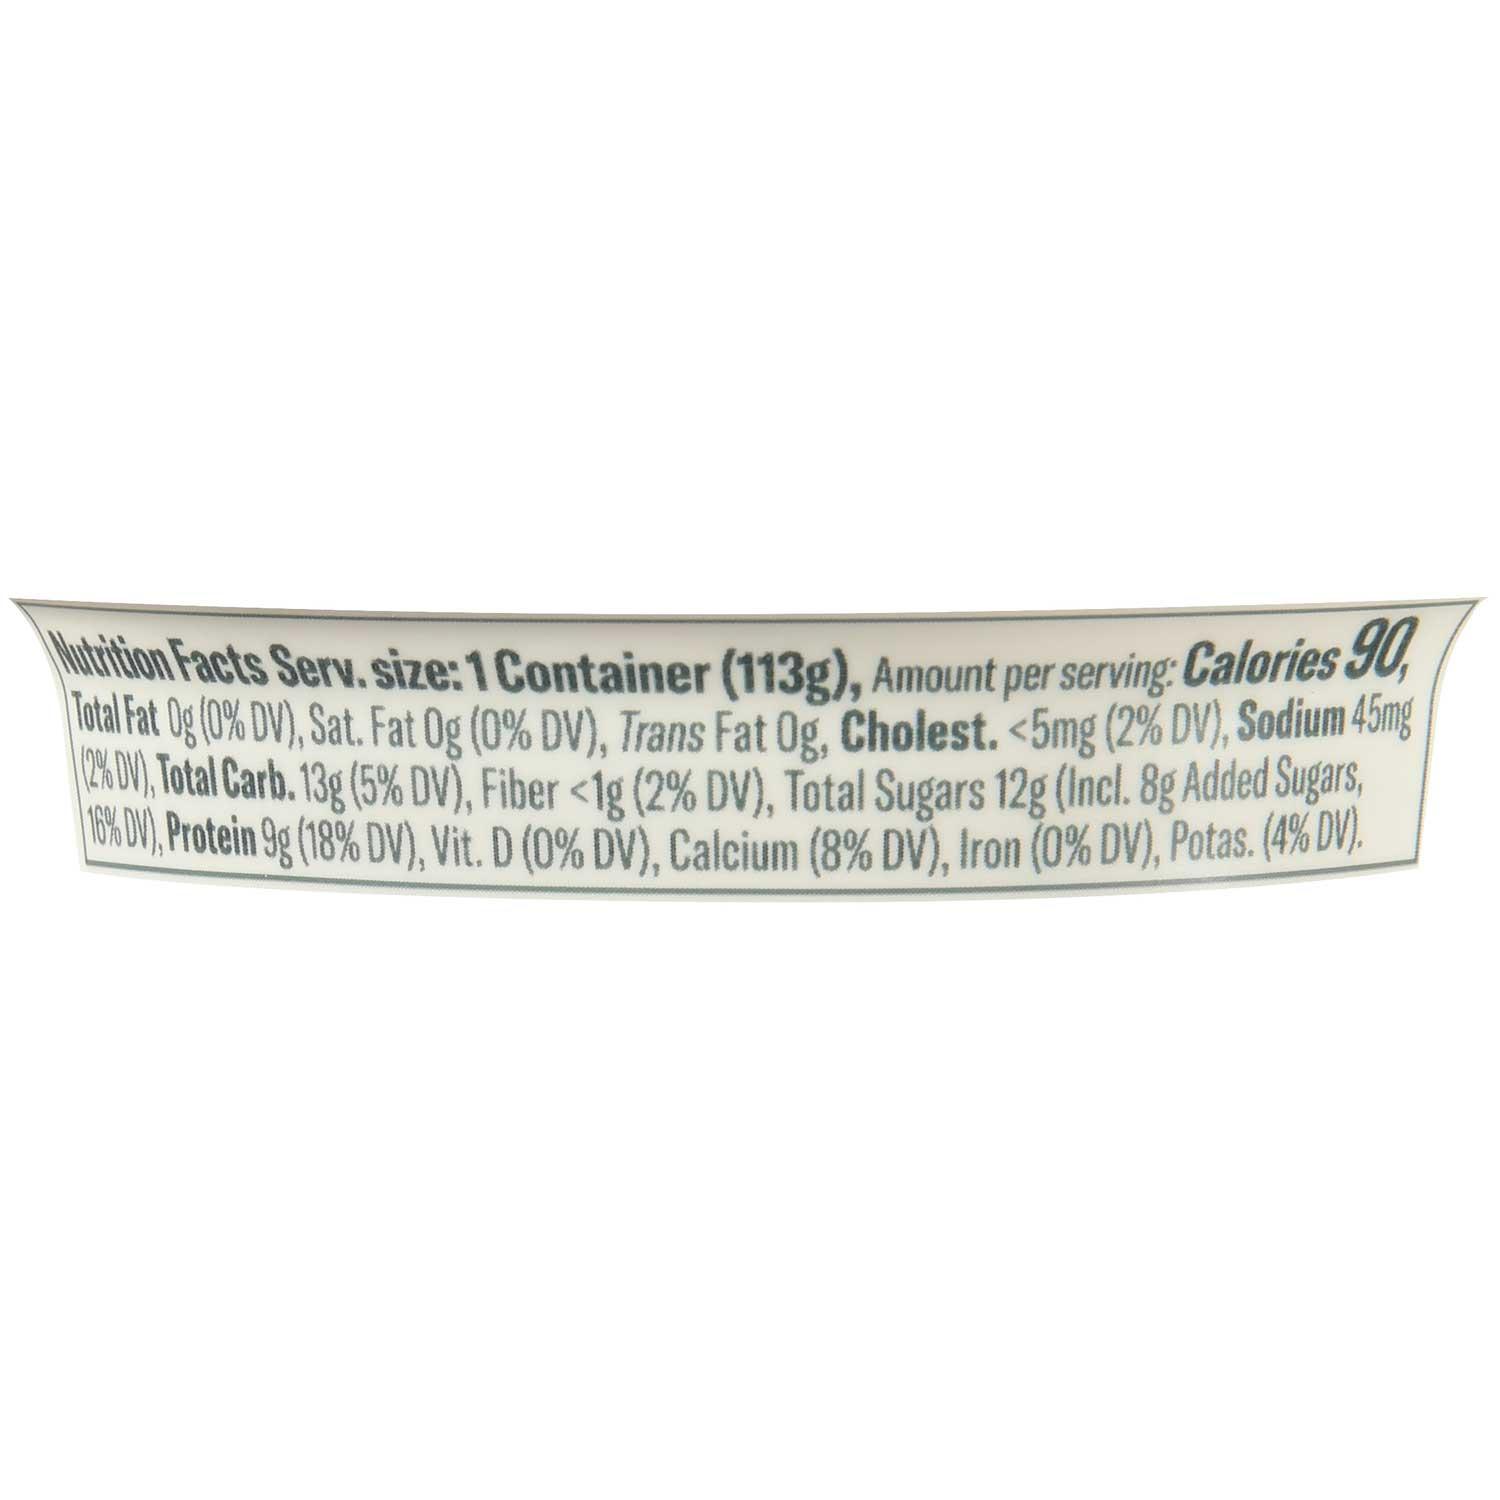 Nutrition Facts Serv. size: 1 Container (113g), Amount per serving: Calories 90,
Total Fat 0g (0% DV), Sat. Fat 0g (0% DV), Trans Fat 0g, Cholest. <5mg (2% DV), Sodium 45mg
(2% DV), Total Carb. 13g (5% DV), Fiber <1g (2% DV), Total Sugars 12g (Incl. 8g Added Sugars,
16% DV), Protein 9g (18% DV), Vit. D (0% DV), Calcium (8% DV), Iron (0% DV), Potas. (4% DV).